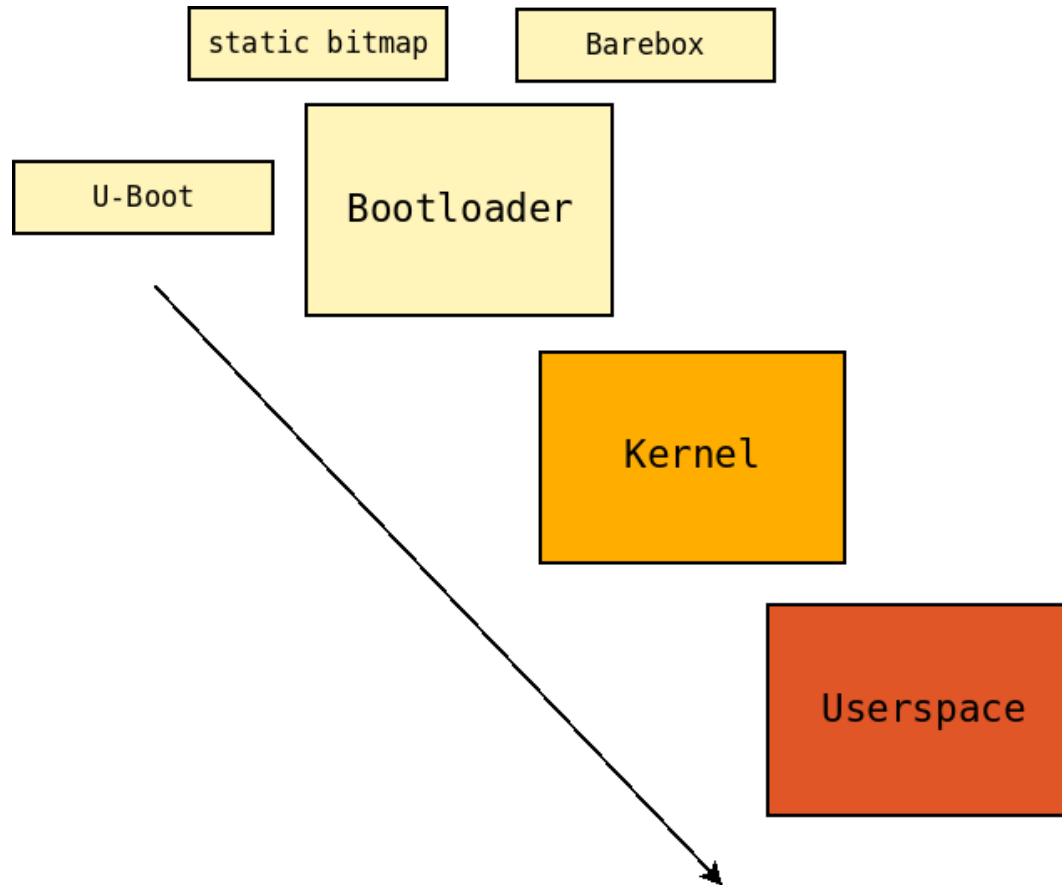 static bitmap
Barebox
U-Boot
Bootloader
Kernel
Userspace